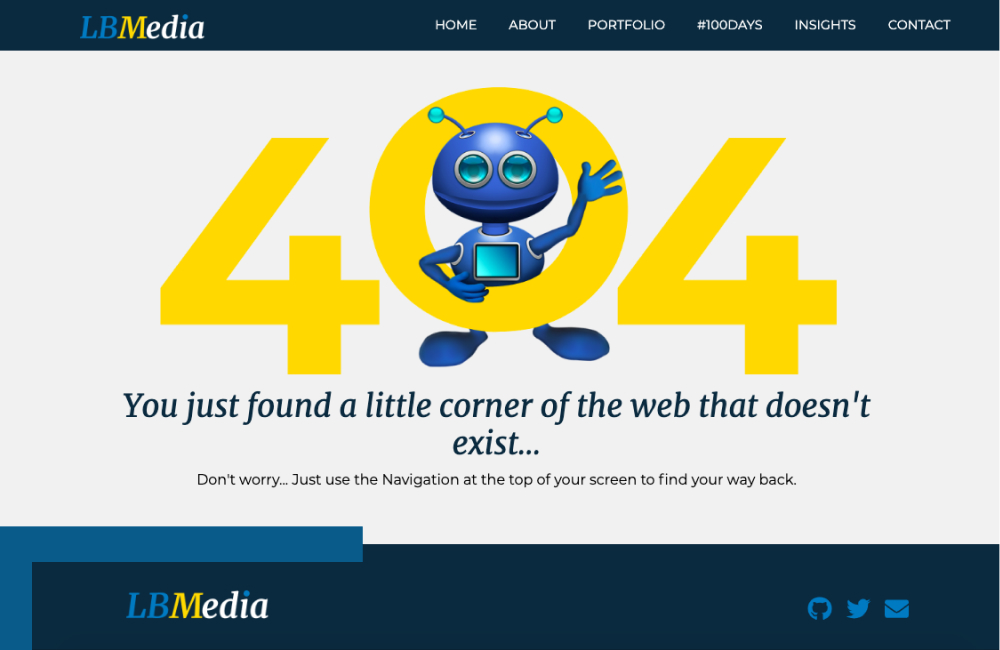 LBMedia
HOME ABOUT PORTFOLIO #100DAYS INSIGHTS CONTACT
404
You just found a little corner of the web that doesn't
exist...
Don't worry... Just use the Navigation at the top of your screen to find your way back.
LBMedia